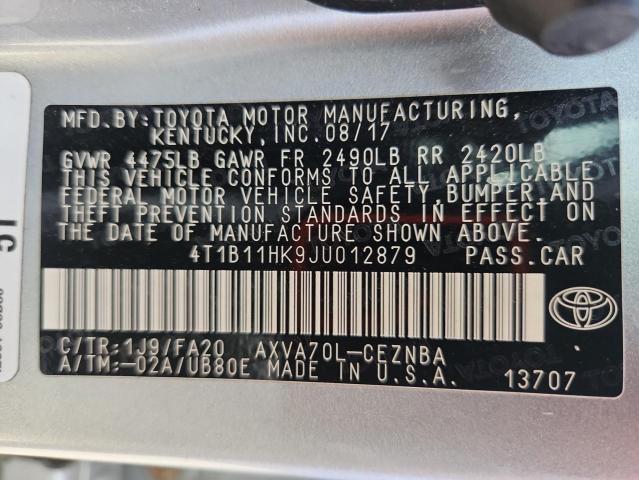 MFD.BY:TOYOTA MOTOR MANUFACTURING,
KENTUCKY,INC.08/17
GVWR 4475LB GAWR FR 2490LB RR 2420LB
THIS VEHICLE CONFORMS TO ALL APPLICABLE
FEDERAL MOTOR VEHICLE SAFETY,BUMPER,AND
THEFT PREVENTION STANDARDS IN EFFECT ON
THE DATE OF MANUFACTURE SHOWN ABOVE.
4T1B11HK9JU012879 PASS.CAR
C/TR:1J9/FA20 AXVA70L-CEZNBA
A/TM:-02A/UB80E MADE IN U.S.A. 13707